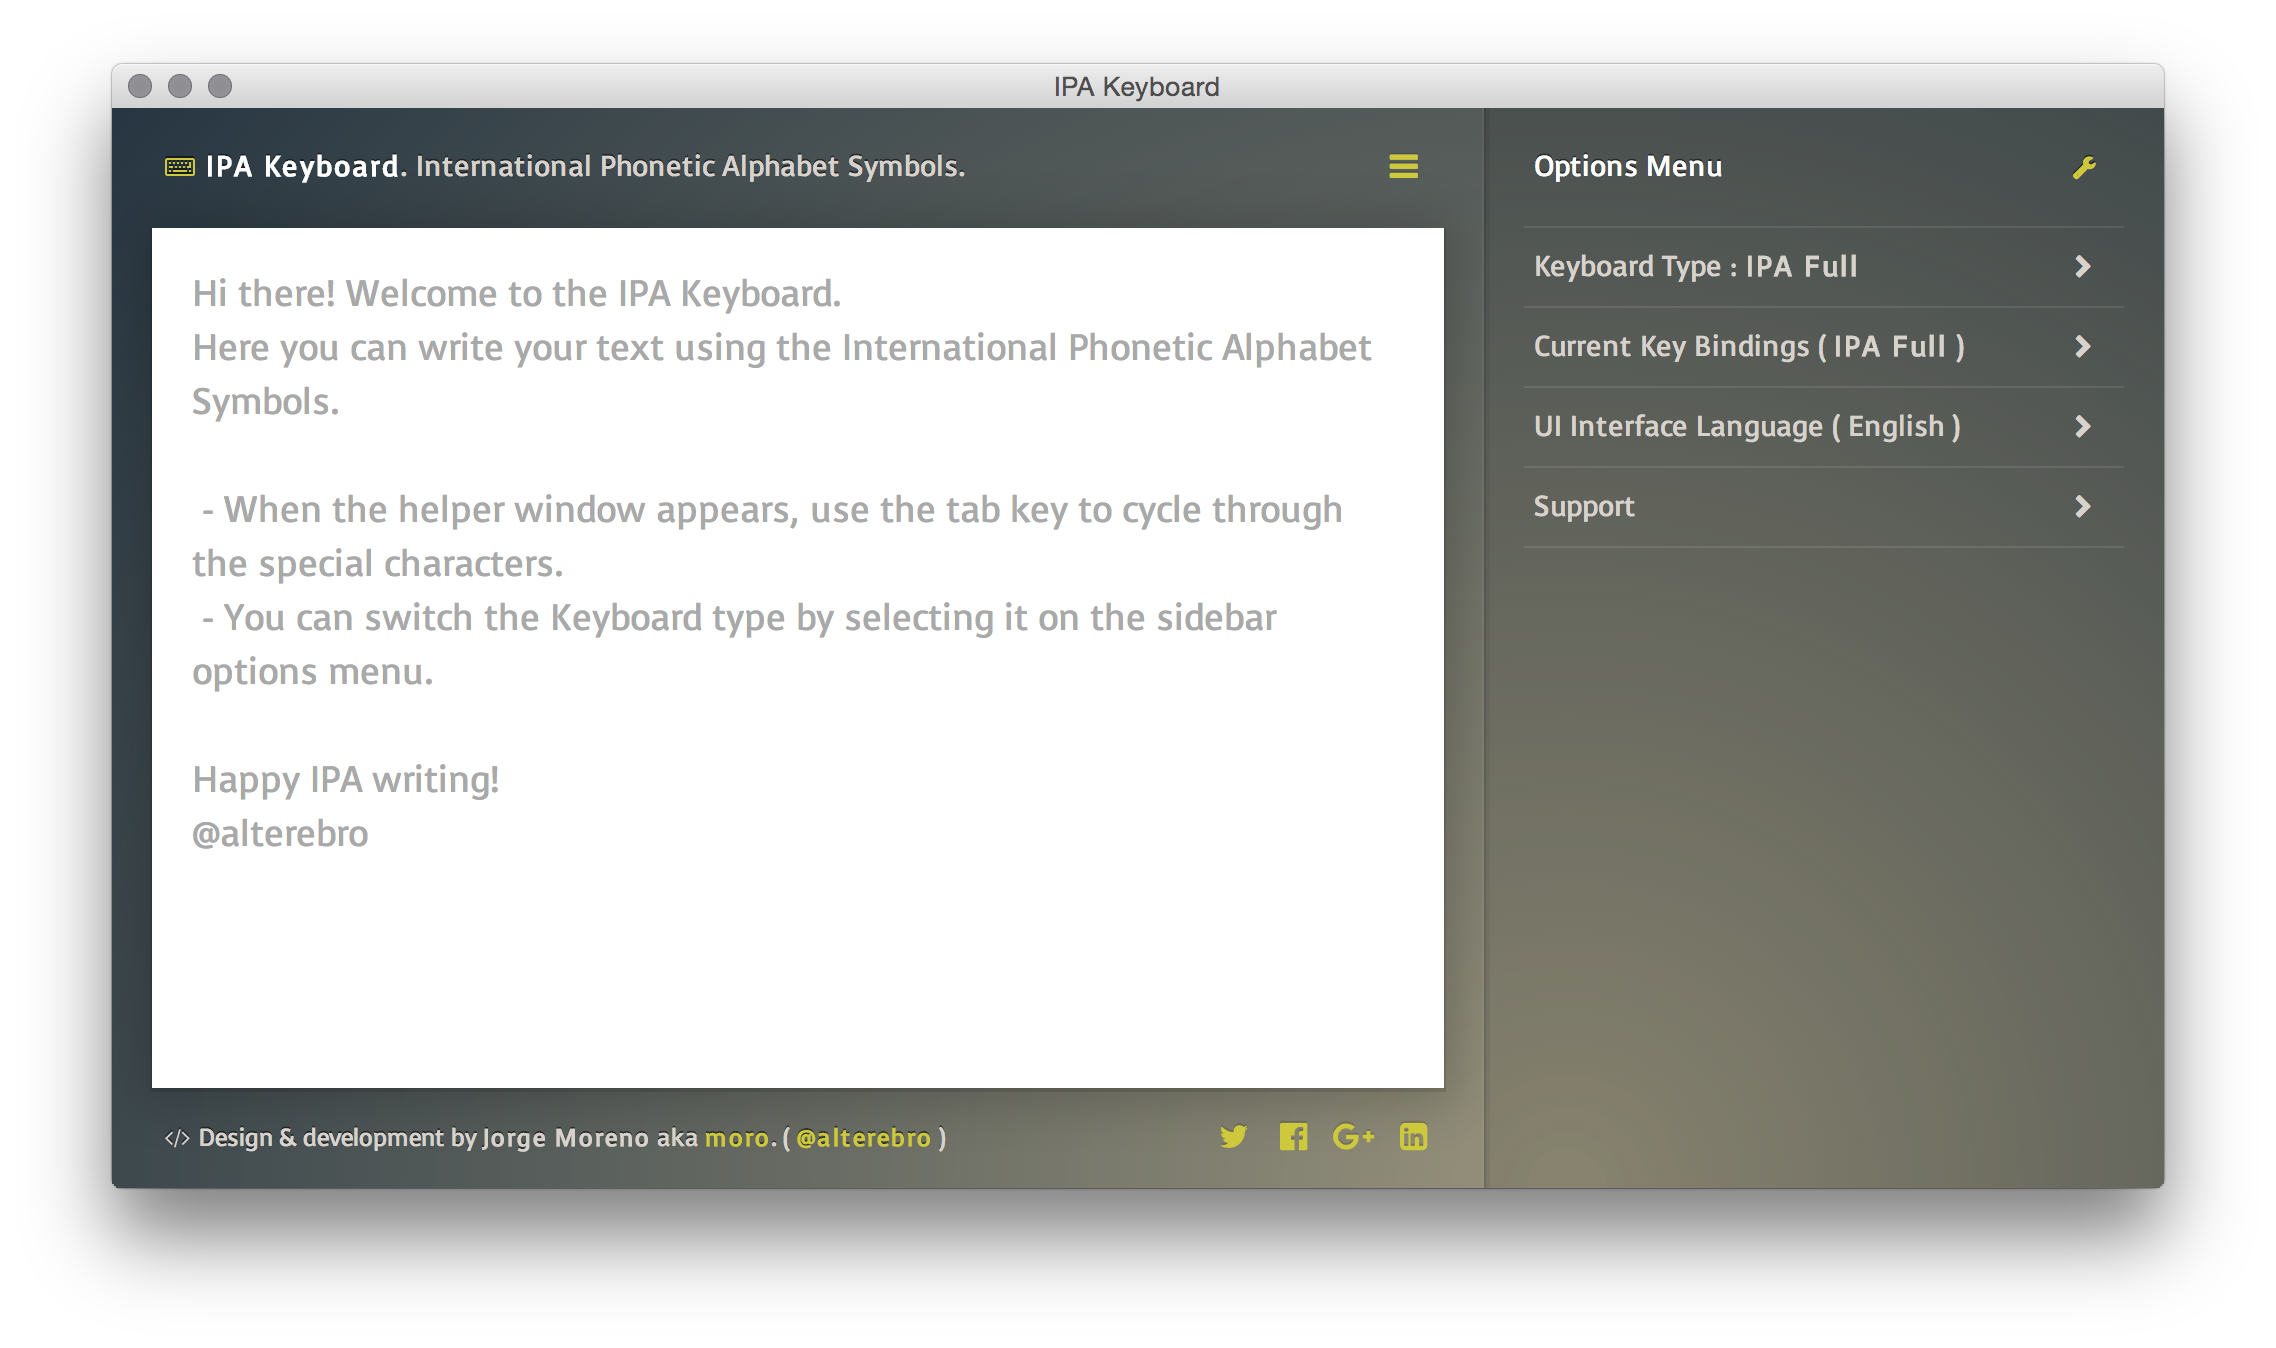 IPA Keyboard
IPA Keyboard. International Phonetic Alphabet Symbols.
Hi there! Welcome to the IPA Keyboard.
Here you can write your text using the International Phonetic Alphabet
Symbols.
- When the helper window appears, use the tab key to cycle through
the special characters.
- You can switch the Keyboard type by selecting it on the sidebar
options menu.
Happy IPA writing!
@alterebro
</> Design & development by Jorge Moreno aka moro. ( @alterebro )
Options Menu
Keyboard Type : IPA Full
Current Key Bindings ( IPA Full )
UI Interface Language ( English )
Support